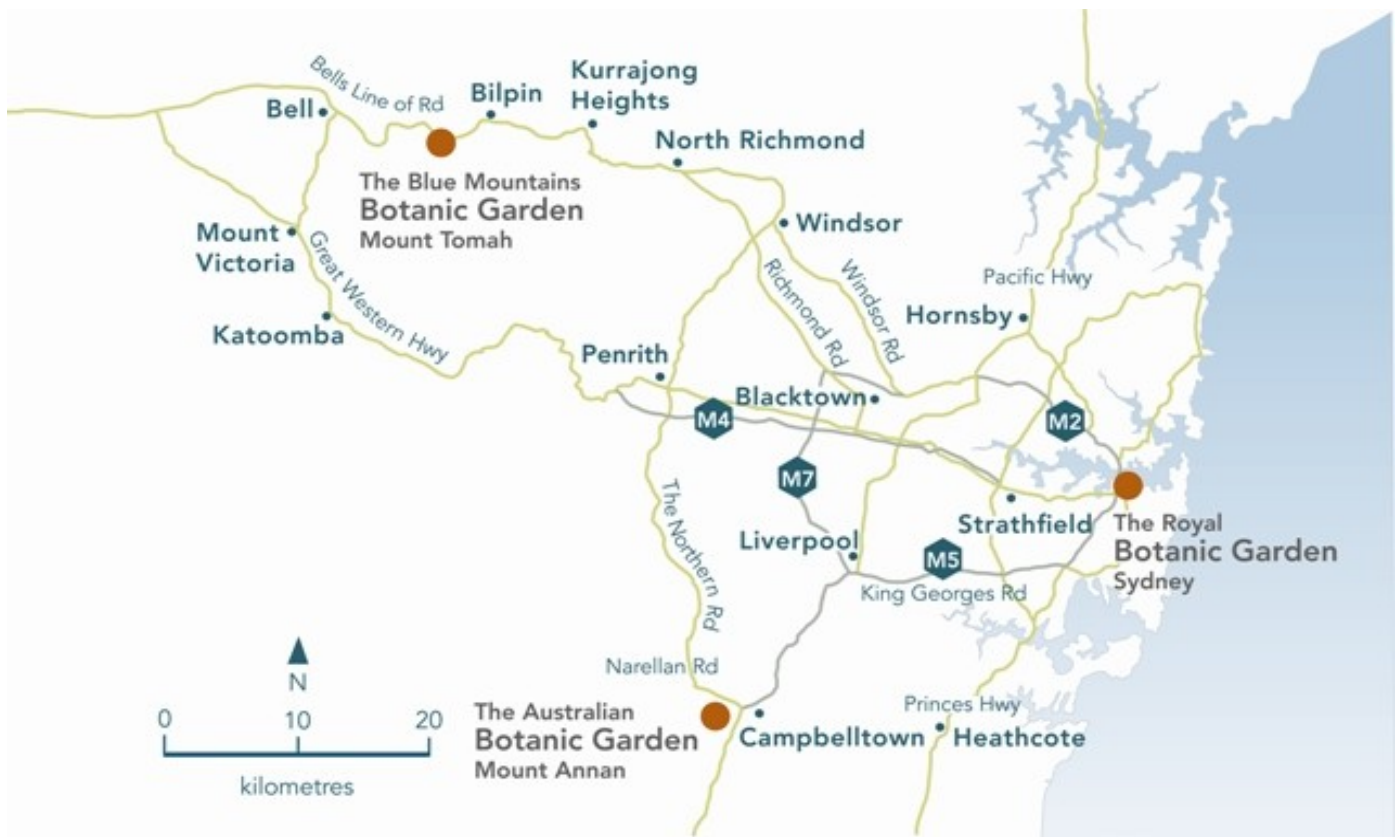 Bells Line of Rd
Bell
Bilpin
Kurrajong
Heights
North Richmond
The Blue Mountains
Botanic Garden
Mount Tomah
Mount
Victoria
Windsor
Great Western Hwy
Katoomba
Richmond Rd
Windsor Rd
Pacific Hwy
Hornsby
Penrith
Blacktown
M4
M2
M7
The Northern Rd
Strathfield
The Royal
Botanic Garden
Sydney
Liverpool
M5
King Georges Rd
Narellan Rd
N
0 10 20
kilometres
The Australian
Botanic Garden
Mount Annan
Campbelltown
Princes Hwy
Heathcote